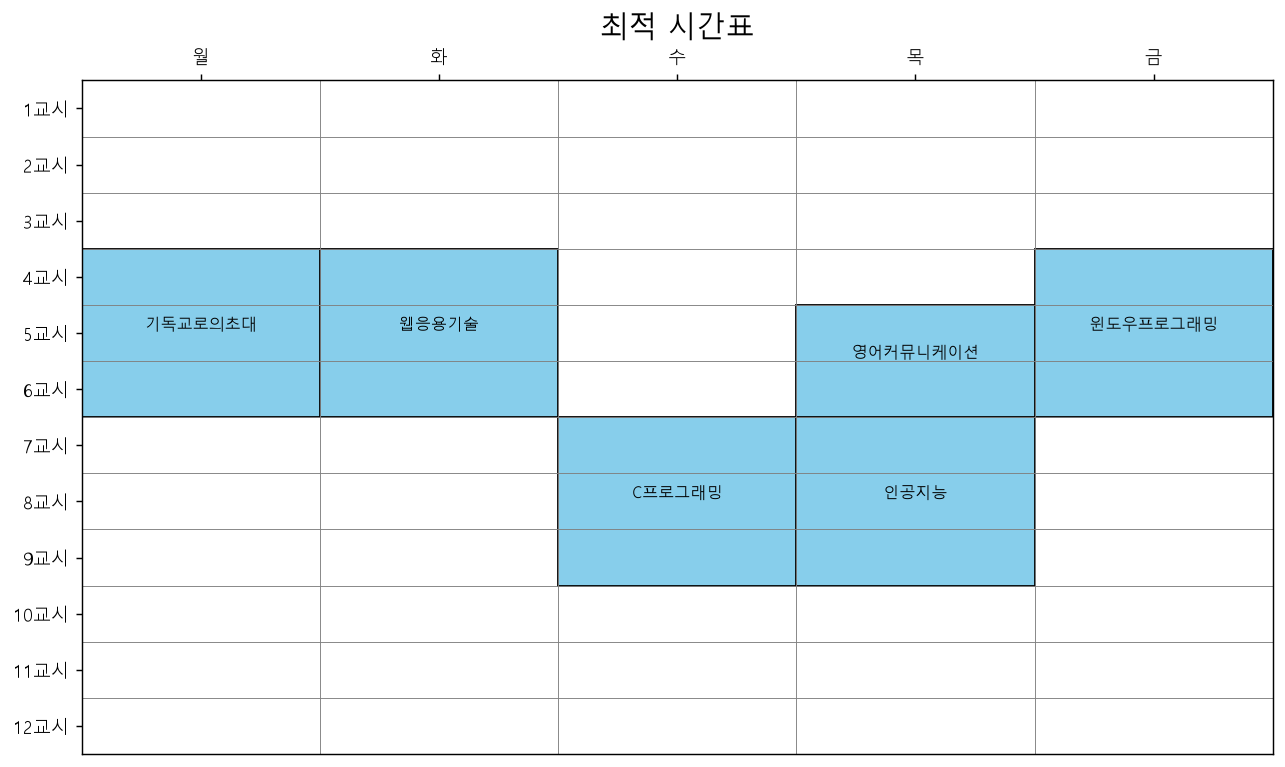 최적 시간표
월 화 수 목 금
1교시
2교시
3교시
4교시
기독교로의초대 웹응용기술 윈도우프로그래밍
5교시
영어커뮤니케이션
6교시
7교시
C프로그래밍 인공지능
8교시
9교시
10교시
11교시
12교시